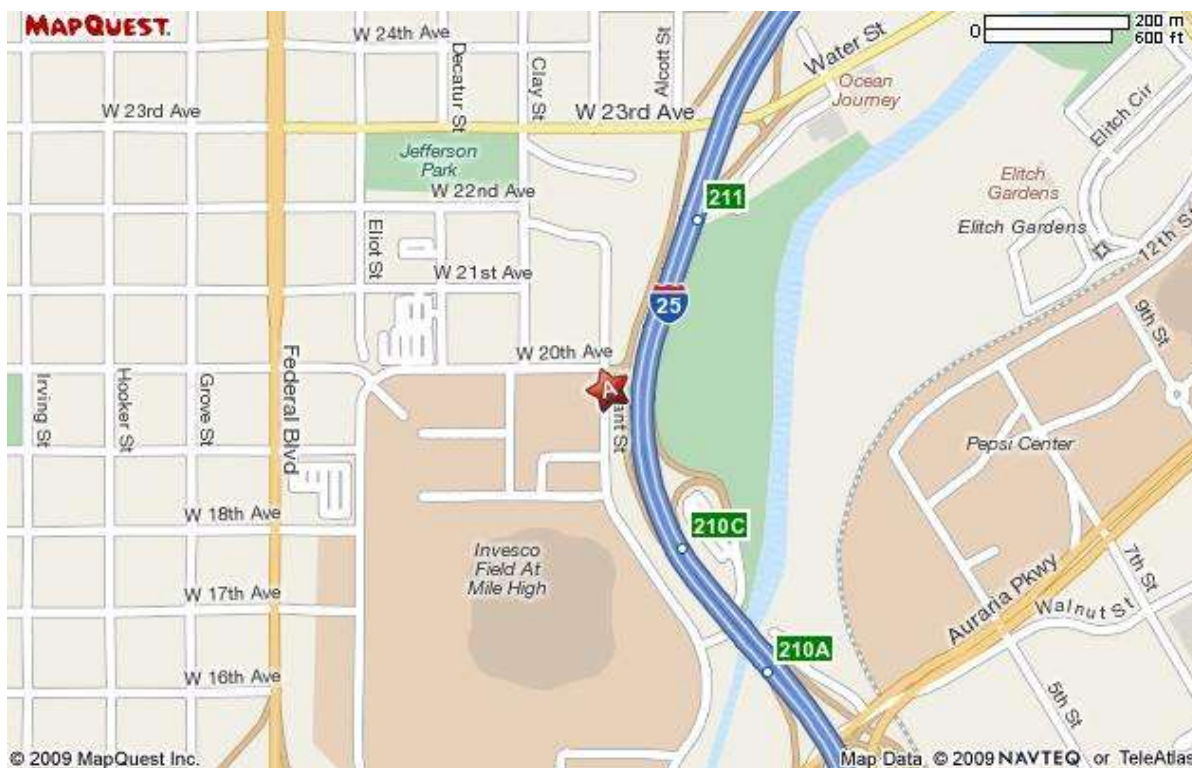 MAPQUEST.
W 24th Ave
Decatur St
Clay St
Alcott St
Water St
0
200 m
600 ft
Ocean
Journey
W 23rd Ave
W 23rd Ave
Elitch Cir
Jefferson
Park
W 22nd Ave
211
Elitch
Gardens
Elitch Gardens
12th St
Eliot St
W 21st Ave
25
9th St
W 20th Ave
Federal Blvd
Irving St
Hooker St
Grove St
A
ant St
Pepsi Center
W 18th Ave
210C
Invesco
Field At
Mile High
7th St
Auraria Pkwy
W 17th Ave
Walnut St
210A
W 16th Ave
5th St
© 2009 MapQuest Inc.
Map Data © 2009 NAVTEQ or TeleAtlas